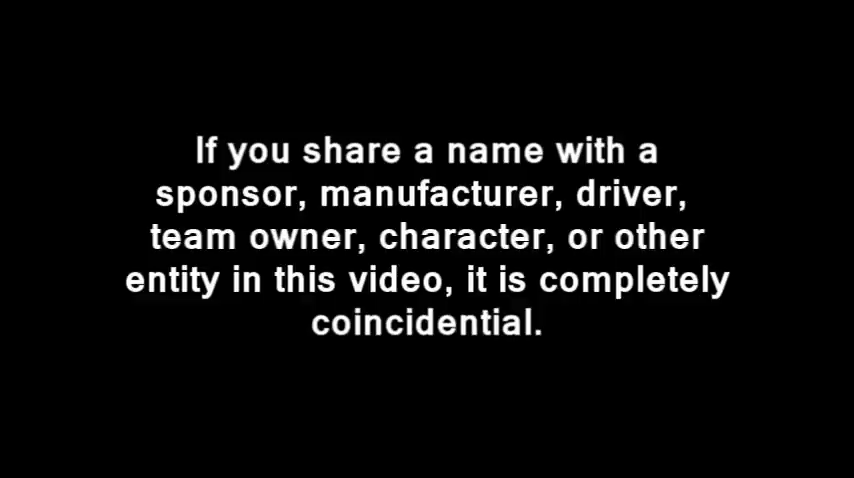 If you share a name with a
sponsor, manufacturer, driver,
team owner, character, or other
entity in this video, it is completely
coincidential.